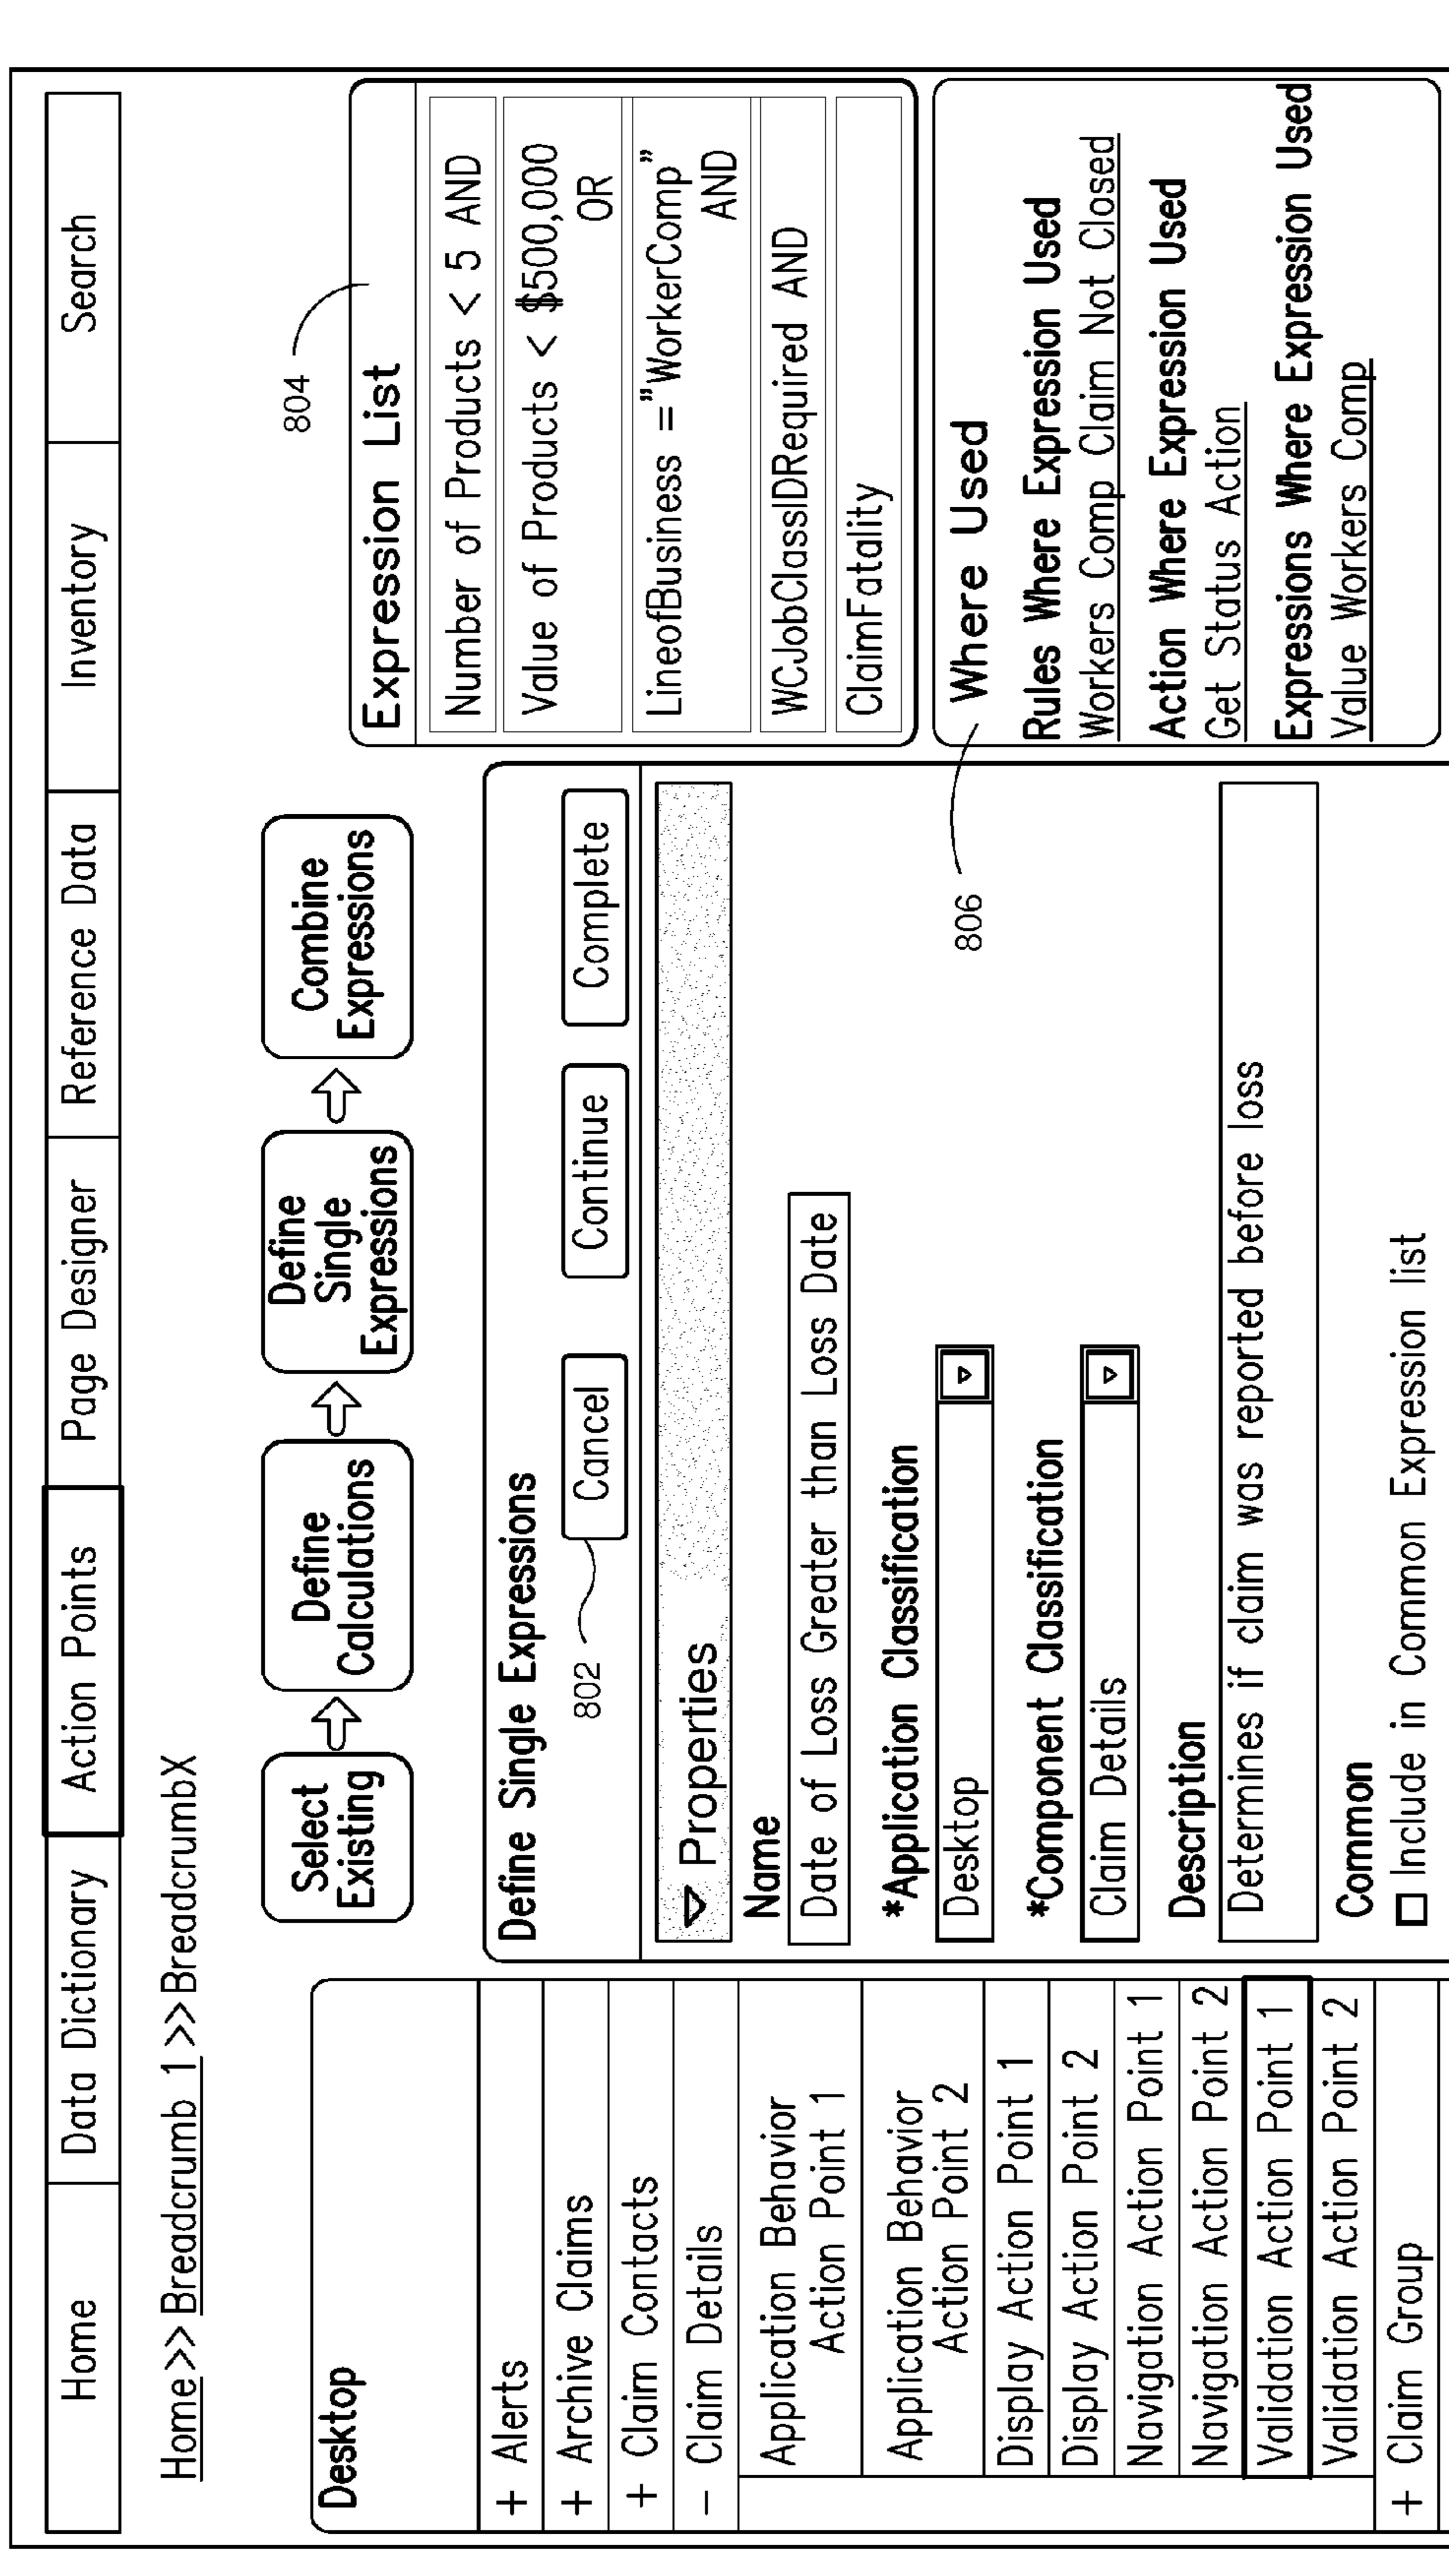 Home Data Dictionary Action Points Page Designer Reference Data Inventory Search
Home>>Breadcrumb 1>>BreadcrumbX
Desktop
+ Alerts
+ Archive Claims
+ Claim Contacts
- Claim Details
Application Behavior
Action Point 1
Application Behavior
Action Point 2
Display Action Point 1
Display Action Point 2
Navigation Action Point 1
Navigation Action Point 2
Validation Action Point 1
Validation Action Point 2
+ Claim Group
Select
Existing
Define
Calculations
Define
Single
Expressions
Combine
Expressions
Define Single Expressions
802
Cancel Continue Complete
Properties
Name
Date of Loss Greater than Loss Date
*Application Classification
Desktop
*Component Classification
Claim Details
Description
Determines if claim was reported before loss
Common
Include in Common Expression list
804
Expression List
Number of Products < 5 AND
Value of Products < $500,000
OR
LineofBusiness ="WorkerComp"
AND
WCJobClassIDRequired AND
ClaimFatality
806
Where Used
Rules Where Expression Used
Workers Comp Claim Not Closed
Action Where Expression Used
Get Status Action
Expressions Where Expression Used
Value Workers Comp